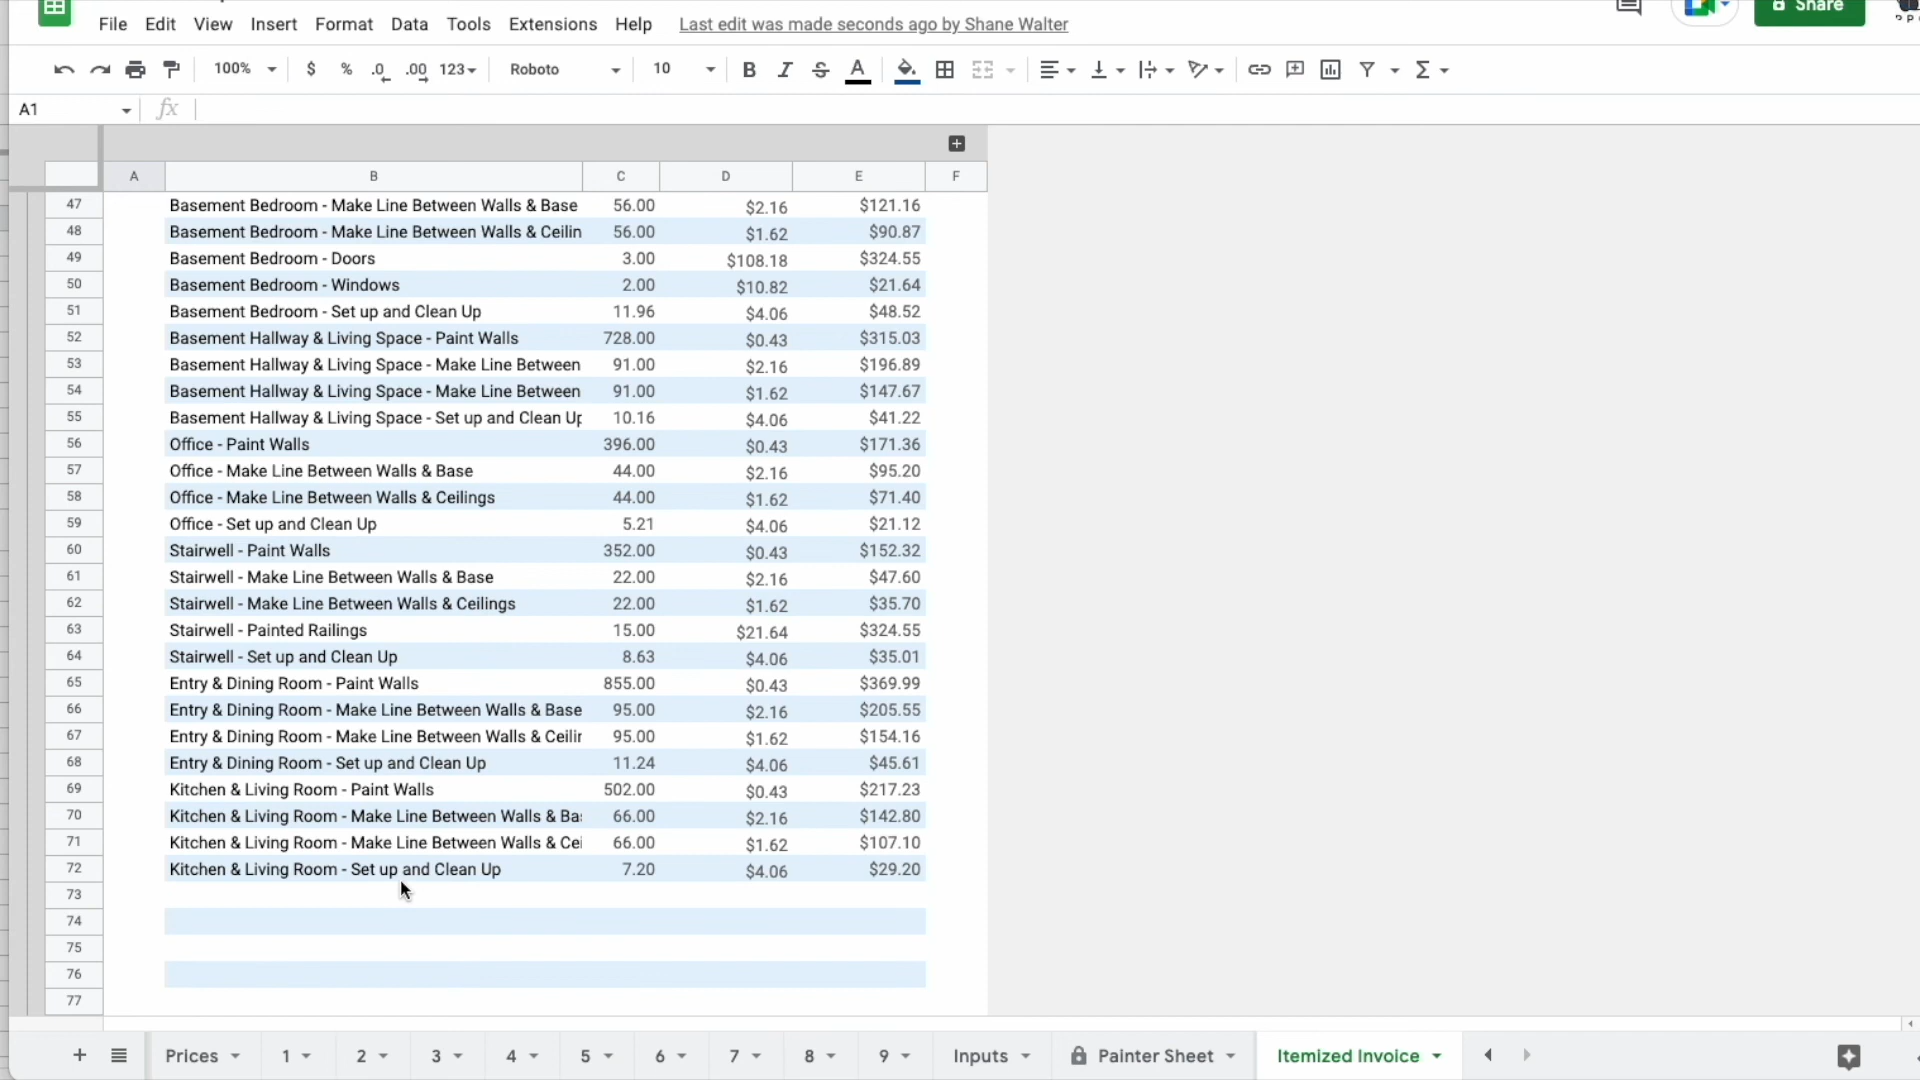 Share
File Edit View Insert Format Data Tools Extensions Help Last edit was made seconds ago by Shane Walter
100% $ % .0 .00 123 Roboto 10 B I S A
A1 fx
A B C D E F
47 Basement Bedroom - Make Line Between Walls & Base 56.00 $2.16 $121.16
48 Basement Bedroom - Make Line Between Walls & Ceilin 56.00 $1.62 $90.87
49 Basement Bedroom - Doors 3.00 $108.18 $324.55
50 Basement Bedroom - Windows 2.00 $10.82 $21.64
51 Basement Bedroom - Set up and Clean Up 11.96 $4.06 $48.52
52 Basement Hallway & Living Space - Paint Walls 728.00 $0.43 $315.03
53 Basement Hallway & Living Space - Make Line Between 91.00 $2.16 $196.89
54 Basement Hallway & Living Space - Make Line Between 91.00 $1.62 $147.67
55 Basement Hallway & Living Space - Set up and Clean Up 10.16 $4.06 $41.22
56 Office - Paint Walls 396.00 $0.43 $171.36
57 Office - Make Line Between Walls & Base 44.00 $2.16 $95.20
58 Office - Make Line Between Walls & Ceilings 44.00 $1.62 $71.40
59 Office - Set up and Clean Up 5.21 $4.06 $21.12
60 Stairwell - Paint Walls 352.00 $0.43 $152.32
61 Stairwell - Make Line Between Walls & Base 22.00 $2.16 $47.60
62 Stairwell - Make Line Between Walls & Ceilings 22.00 $1.62 $35.70
63 Stairwell - Painted Railings 15.00 $21.64 $324.55
64 Stairwell - Set up and Clean Up 8.63 $4.06 $35.01
65 Entry & Dining Room - Paint Walls 855.00 $0.43 $369.99
66 Entry & Dining Room - Make Line Between Walls & Base 95.00 $2.16 $205.55
67 Entry & Dining Room - Make Line Between Walls & Ceilin 95.00 $1.62 $154.16
68 Entry & Dining Room - Set up and Clean Up 11.24 $4.06 $45.61
69 Kitchen & Living Room - Paint Walls 502.00 $0.43 $217.23
70 Kitchen & Living Room - Make Line Between Walls & Bas 66.00 $2.16 $142.80
71 Kitchen & Living Room - Make Line Between Walls & Cei 66.00 $1.62 $107.10
72 Kitchen & Living Room - Set up and Clean Up 7.20 $4.06 $29.20
73
74
75
76
77
Prices 1 2 3 4 5 6 7 8 9 Inputs Painter Sheet Itemized Invoice